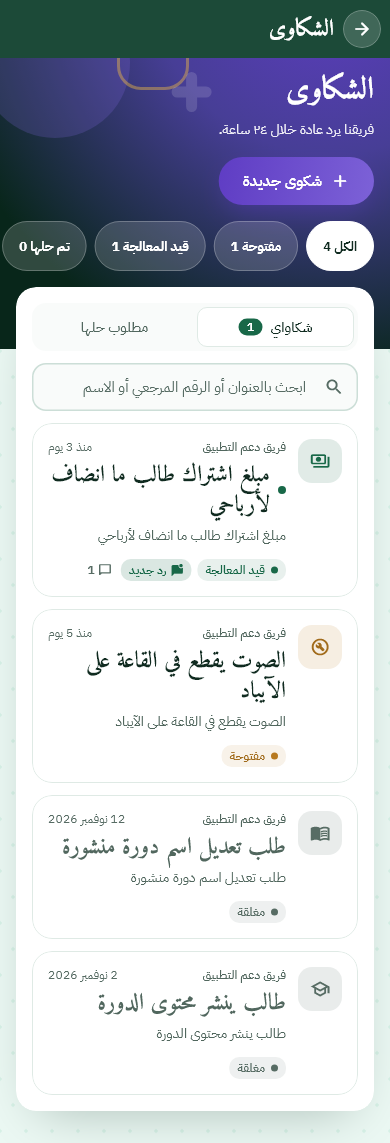 الشكاوى
الشكاوى
فريقنا يرد عادة خلال ٢٤ ساعة.
+ شكوى جديدة
الكل 4
مفتوحة 1
قيد المعالجة 1
تم حلها 0
شكاواي 1
مطلوب حلها
ابحث بالعنوان أو الرقم المرجعي أو الاسم
فريق دعم التطبيق
منذ 3 يوم
مبلغ اشتراك طالب ما انضاف
لأرباحي
مبلغ اشتراك طالب ما انضاف لأرباحي
قيد المعالجة
رد جديد
1
فريق دعم التطبيق
منذ 5 يوم
الصوت يقطع في القاعة على
الآيباد
الصوت يقطع في القاعة على الآيباد
مفتوحة
فريق دعم التطبيق
12 نوفمبر 2026
طلب تعديل اسم دورة منشورة
طلب تعديل اسم دورة منشورة
مغلقة
فريق دعم التطبيق
2 نوفمبر 2026
طالب ينشر محتوى الدورة
طالب ينشر محتوى الدورة
مغلقة